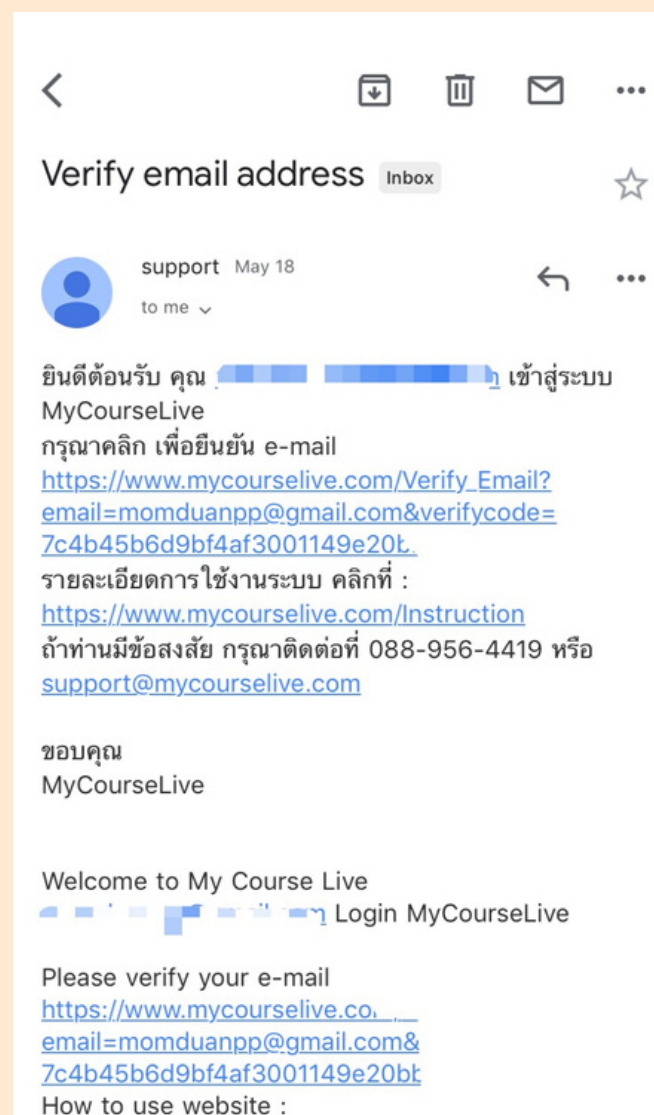 Verify email address Inbox
support May 18
to me
ยินดีต้อนรับ คุณ เข้าสู่ระบบ
MyCourseLive
กรุณาคลิก เพื่อยืนยัน e-mail
https://www.mycourselive.com/Verify_Email?
email=momduanpp@gmail.com&verifycode=
7c4b45b6d9bf4af3001149e20b
รายละเอียดการใช้งานระบบ คลิกที่ :
https://www.mycourselive.com/Instruction
ถ้าท่านมีข้อสงสัย กรุณาติดต่อที่ 088-956-4419 หรือ
support@mycourselive.com
ขอบคุณ
MyCourseLive
Welcome to My Course Live
Login MyCourseLive
Please verify your e-mail
https://www.mycourselive.co
email=momduanpp@gmail.com&
7c4b45b6d9bf4af3001149e20bb
How to use website :